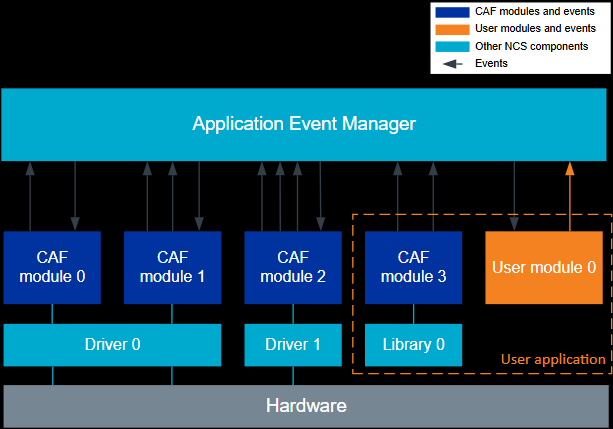 CAF modules and events
User modules and events
Other NCS components
Events
Application Event Manager
CAF
module 0
CAF
module 1
CAF
module 2
CAF
module 3
User module 0
Driver 0
Driver 1
Library 0
User application
Hardware